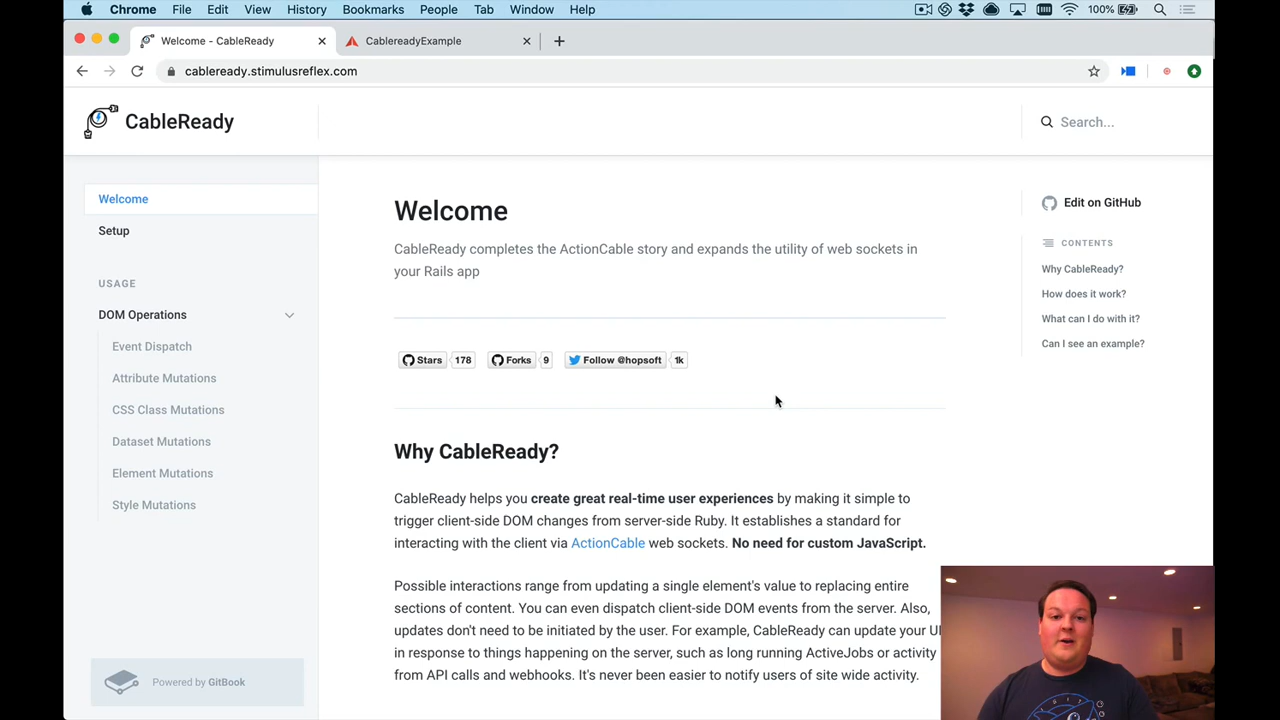 Chrome File Edit View History Bookmarks People Tab Window Help 100%
Welcome - CableReady CablereadyExample
cableready.stimulusreflex.com
CableReady
Search...
Welcome
Setup
USAGE
DOM Operations
Event Dispatch
Attribute Mutations
CSS Class Mutations
Dataset Mutations
Element Mutations
Style Mutations
Powered by GitBook
Welcome
CableReady completes the ActionCable story and expands the utility of web sockets in
your Rails app
Stars 178 Forks 9 Follow @hopsoft 1k
Why CableReady?
CableReady helps you create great real-time user experiences by making it simple to
trigger client-side DOM changes from server-side Ruby. It establishes a standard for
interacting with the client via ActionCable web sockets. No need for custom JavaScript.
Possible interactions range from updating a single element's value to replacing entire
sections of content. You can even dispatch client-side DOM events from the server. Also,
updates don't need to be initiated by the user. For example, CableReady can update your UI
in response to things happening on the server, such as long running ActiveJobs or activity
from API calls and webhooks. It's never been easier to notify users of site wide activity.
Edit on GitHub
CONTENTS
Why CableReady?
How does it work?
What can I do with it?
Can I see an example?